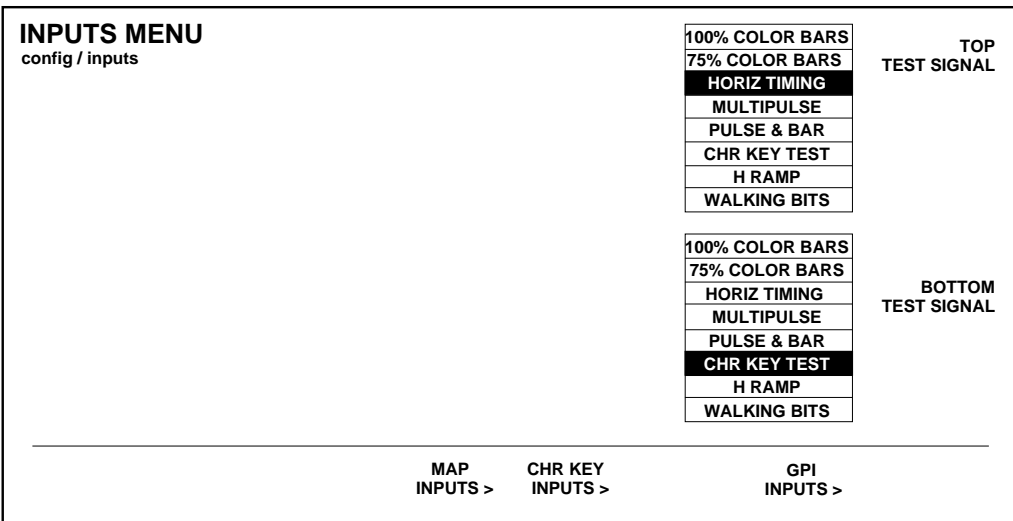 INPUTS MENU
config / inputs
100% COLOR BARS
75% COLOR BARS
HORIZ TIMING
MULTIPULSE
PULSE & BAR
CHR KEY TEST
H RAMP
WALKING BITS
TOP
TEST SIGNAL
100% COLOR BARS
75% COLOR BARS
HORIZ TIMING
MULTIPULSE
PULSE & BAR
CHR KEY TEST
H RAMP
WALKING BITS
BOTTOM
TEST SIGNAL
MAP
INPUTS >
CHR KEY
INPUTS >
GPI
INPUTS >